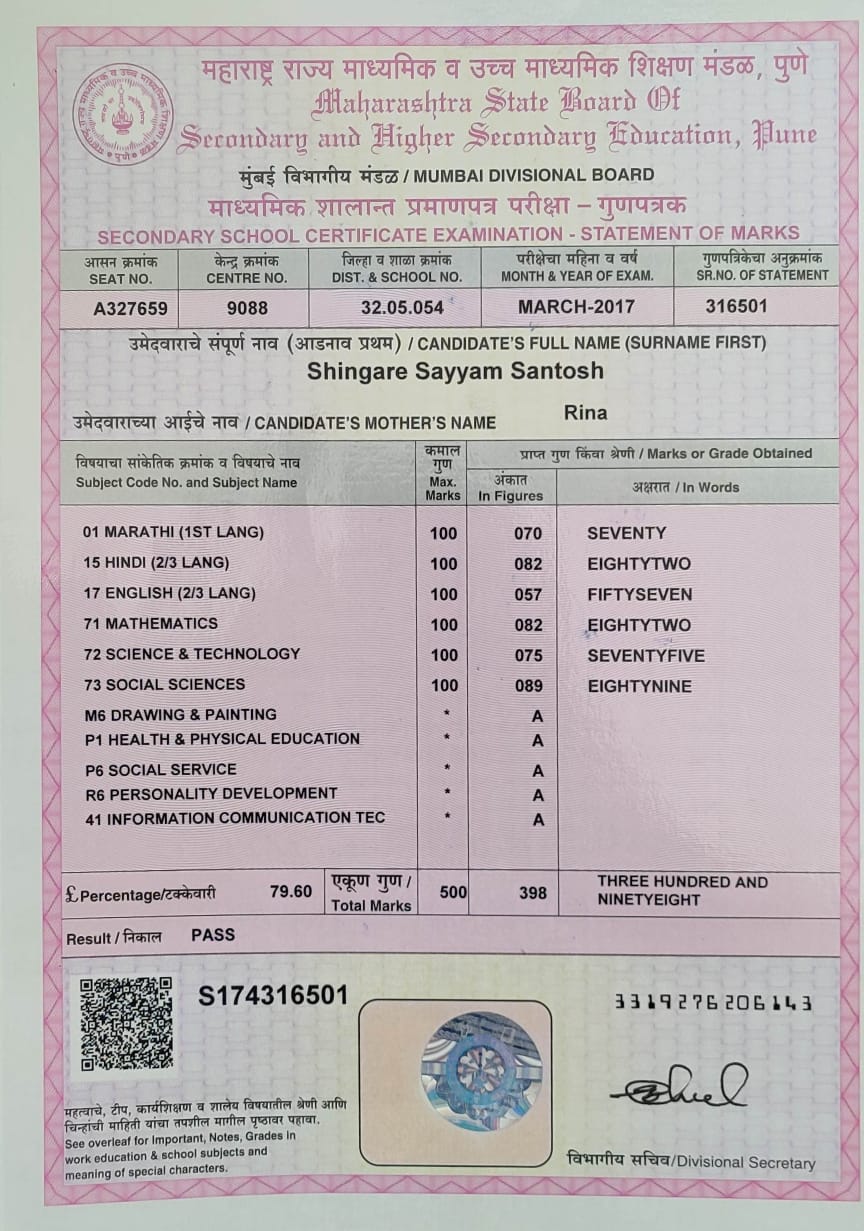 महाराष्ट्र राज्य माध्यमिक व उच्च माध्यमिक शिक्षण मंडळ, पुणे
Maharashtra State Board Of
Secondary and Higher Secondary Education, Pune
मुंबई विभागीय मंडळ / MUMBAI DIVISIONAL BOARD
माध्यमिक शालान्त प्रमाणपत्र परीक्षा – गुणपत्रक
SECONDARY SCHOOL CERTIFICATE EXAMINATION - STATEMENT OF MARKS
आसन क्रमांक केन्द्र क्रमांक जिल्हा व शाळा क्रमांक परीक्षेचा महिना व वर्ष गुणपत्रिकेचा अनुक्रमांक
SEAT NO. CENTRE NO. DIST. & SCHOOL NO. MONTH & YEAR OF EXAM. SR.NO. OF STATEMENT
A327659 9088 32.05.054 MARCH-2017 316501
उमेदवाराचे संपूर्ण नाव (आडनाव प्रथम) / CANDIDATE'S FULL NAME (SURNAME FIRST)
Shingare Sayyam Santosh
उमेदवाराच्या आईचे नाव / CANDIDATE'S MOTHER'S NAME Rina
विषयाचा सांकेतिक क्रमांक व विषयाचे नाव
Subject Code No. and Subject Name
कमाल
गुण
Max.
Marks
प्राप्त गुण किंवा श्रेणी / Marks or Grade Obtained
अंकात
In Figures
अक्षरात / In Words
01 MARATHI (1ST LANG) 100 070 SEVENTY
15 HINDI (2/3 LANG) 100 082 EIGHTYTWO
17 ENGLISH (2/3 LANG) 100 057 FIFTYSEVEN
71 MATHEMATICS 100 082 EIGHTYTWO
72 SCIENCE & TECHNOLOGY 100 075 SEVENTYFIVE
73 SOCIAL SCIENCES 100 089 EIGHTYNINE
M6 DRAWING & PAINTING * A
P1 HEALTH & PHYSICAL EDUCATION * A
P6 SOCIAL SERVICE * A
R6 PERSONALITY DEVELOPMENT * A
41 INFORMATION COMMUNICATION TEC * A
£ Percentage/टक्केवारी 79.60
एकूण गुण /
Total Marks
500 398
THREE HUNDRED AND
NINETYEIGHT
Result / निकाल PASS
S174316501
3319276206143
महत्वाचे, टीप, कार्यशिक्षण व शालेय विषयातील श्रेणी आणि
चिन्हांची माहिती यांचा तपशील मागील पृष्ठावर पहावा.
See overleaf for Important, Notes, Grades in
work education & school subjects and
meaning of special characters.
विभागीय सचिव/Divisional Secretary